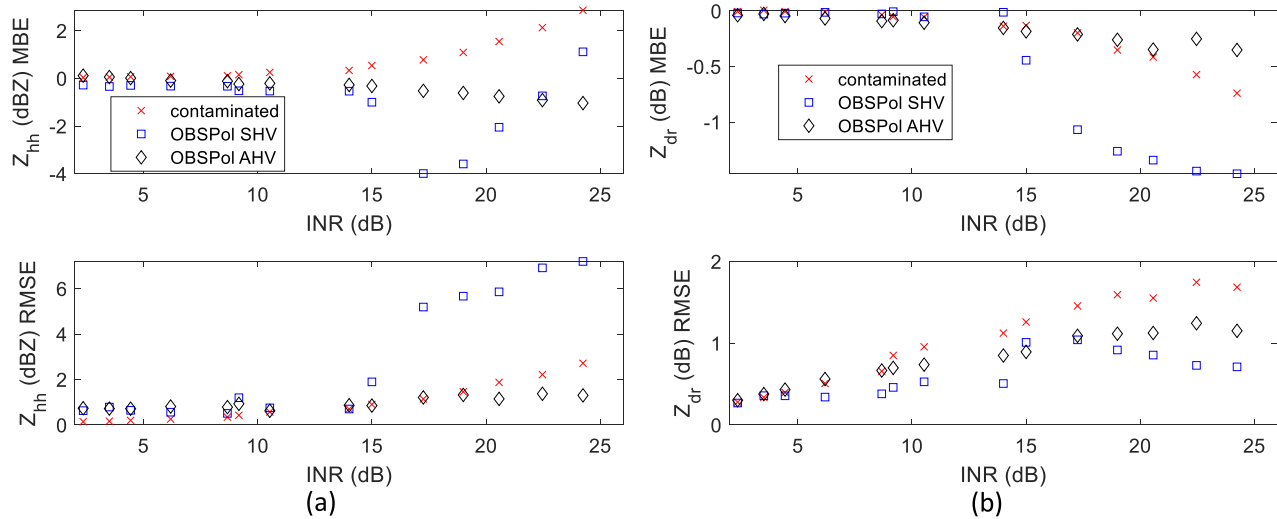 Z_hh (dBZ) MBE
2
0
-2
-4
contaminated
OBSPol SHV
OBSPol AHV
5 10 15 20 25
INR (dB)
Z_hh (dBZ) RMSE
6
4
2
0
5 10 15 20 25
INR (dB)
(a)
Z_dr (dB) MBE
0
-0.5
-1
contaminated
OBSPol SHV
OBSPol AHV
5 10 15 20 25
INR (dB)
Z_dr (dB) RMSE
2
1
0
5 10 15 20 25
INR (dB)
(b)